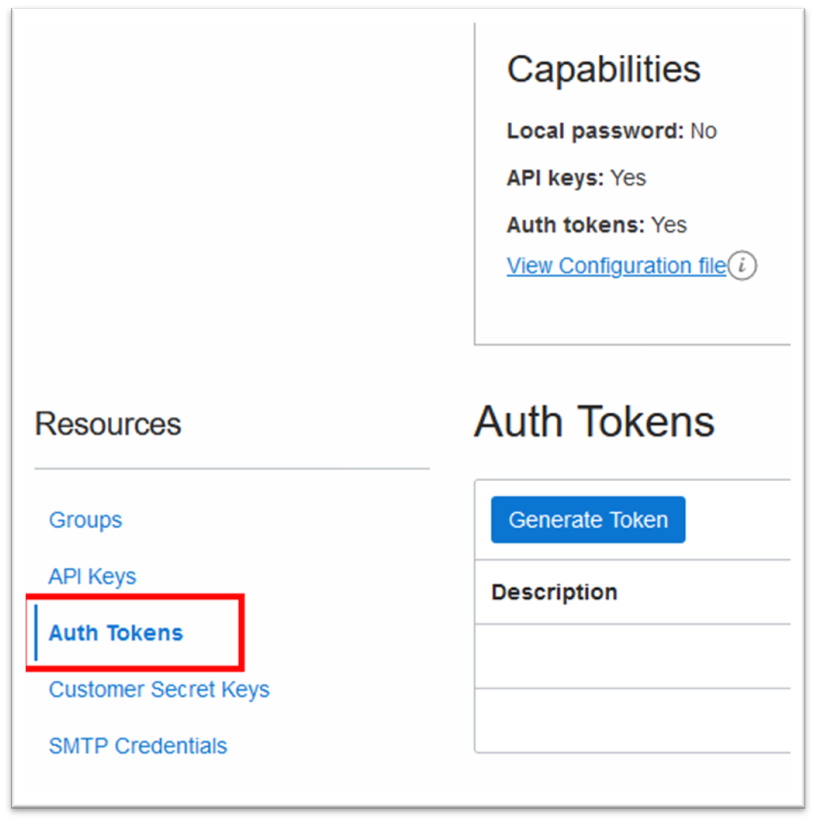 Capabilities
Local password: No
API keys: Yes
Auth tokens: Yes
View Configuration file i
Resources
Groups
API Keys
Auth Tokens
Customer Secret Keys
SMTP Credentials
Auth Tokens
Generate Token
Description